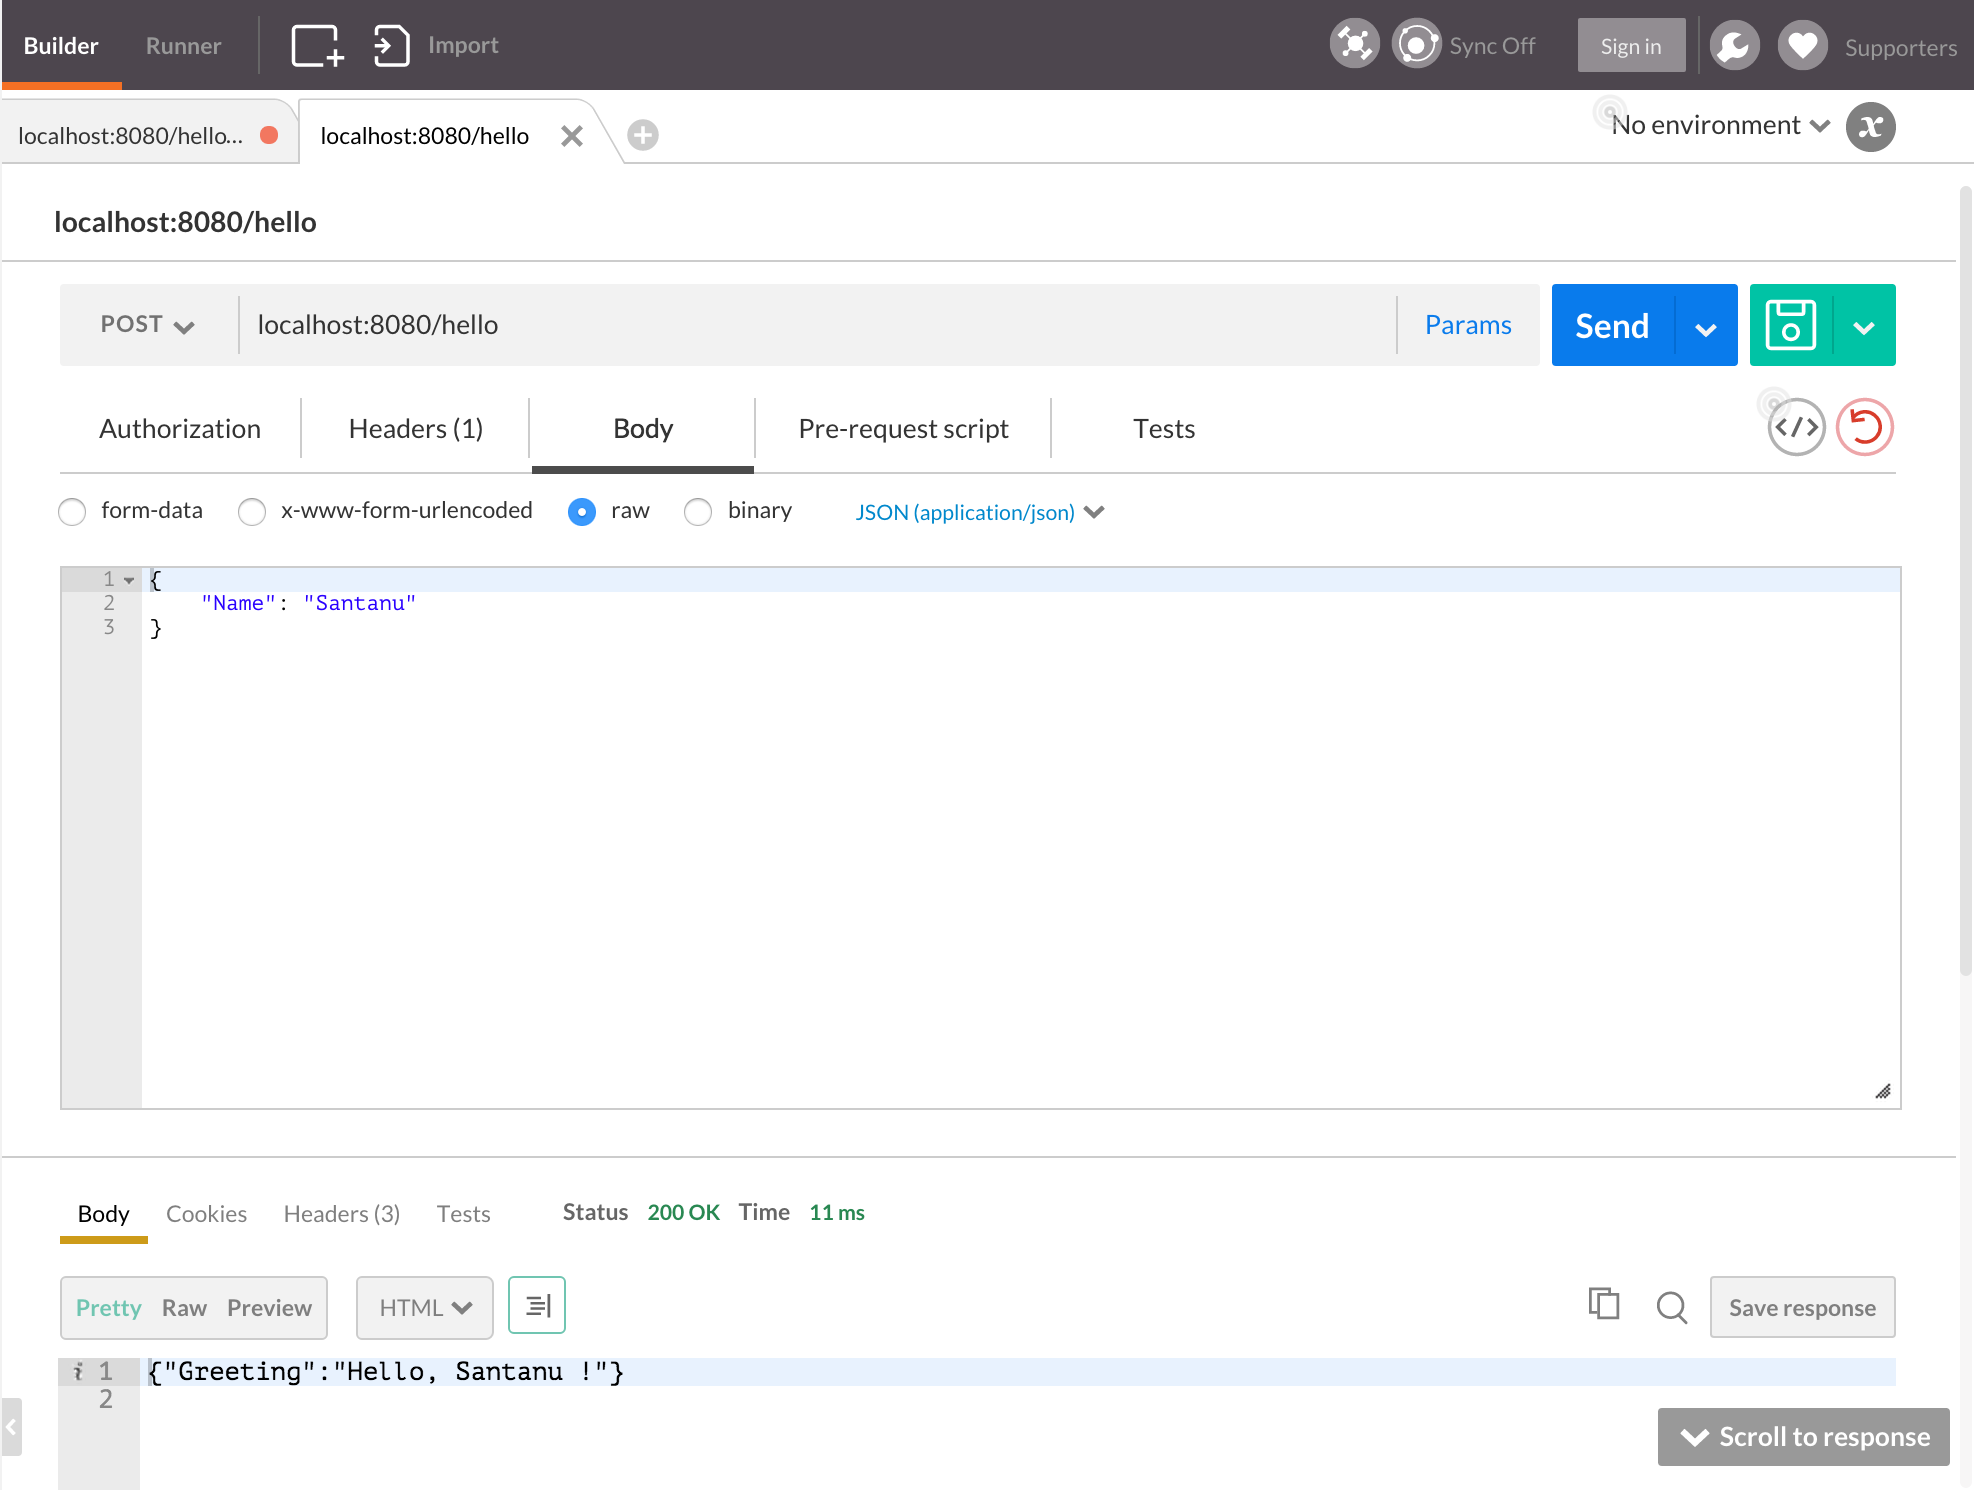 Builder Runner Import Sync Off Sign in Supporters
localhost:8080/hello... localhost:8080/hello No environment
localhost:8080/hello
POST localhost:8080/hello Params Send
Authorization Headers (1) Body Pre-request script Tests
form-data x-www-form-urlencoded raw binary JSON (application/json)
1 {
2 "Name": "Santanu"
3 }
Body Cookies Headers (3) Tests Status 200 OK Time 11 ms
Pretty Raw Preview HTML Save response
i 1 {"Greeting":"Hello, Santanu !"}
2
Scroll to response